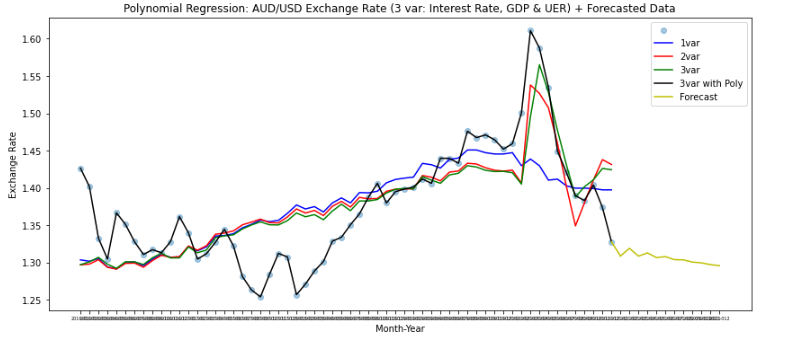 Polynomial Regression: AUD/USD Exchange Rate (3 var: Interest Rate, GDP & UER) + Forecasted Data
1var
2var
3var
3var with Poly
Forecast
1.60
1.55
1.50
1.45
1.40
1.35
1.30
1.25
Exchange Rate
Month-Year